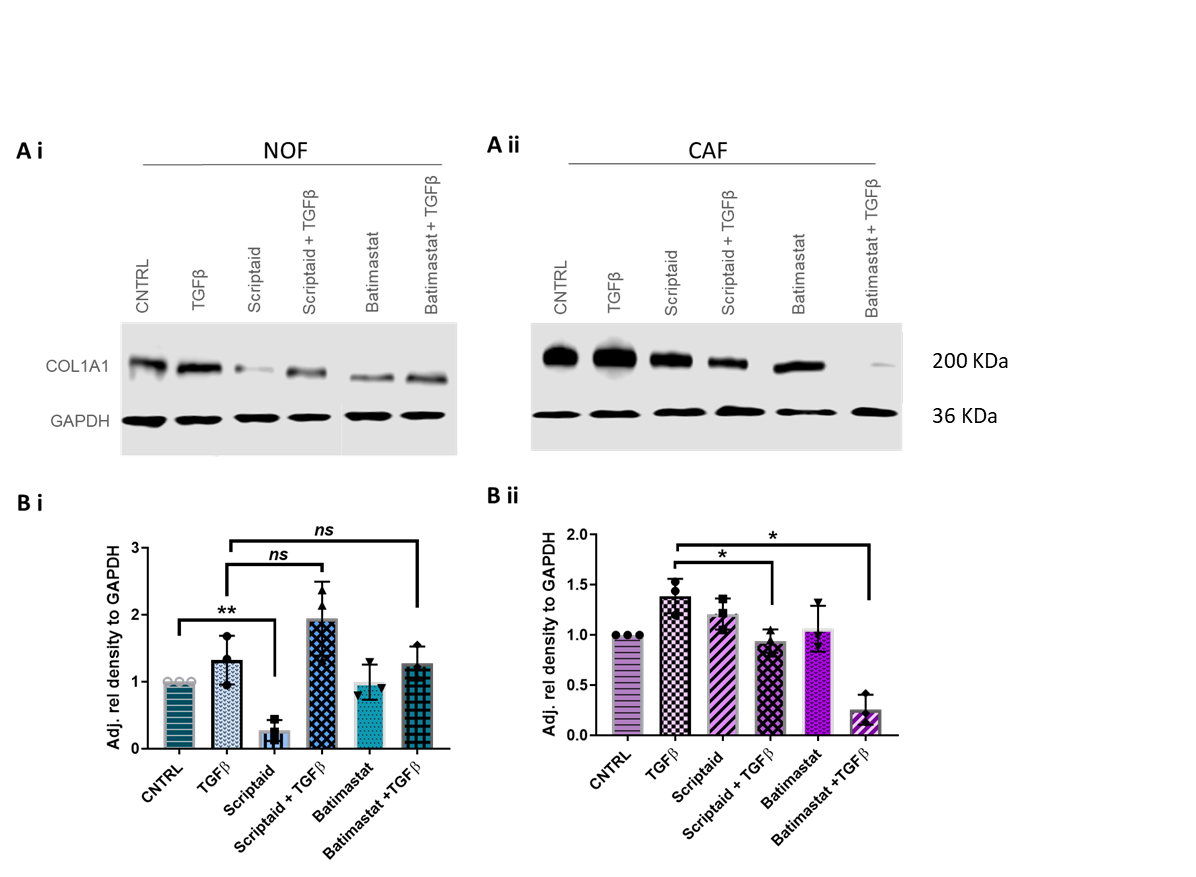 A i
NOF
CNTRL
TGFβ
Scriptaid
Scriptaid + TGFβ
Batimastat
Batimastat + TGFβ
COL1A1
GAPDH
A ii
CAF
CNTRL
TGFβ
Scriptaid
Scriptaid + TGFβ
Batimastat
Batimastat + TGFβ
200 KDa
36 KDa
B i
Adj. rel density to GAPDH
3
2
1
0
ns
ns
**
CNTRL
TGFβ
Scriptaid
Scriptaid + TGFβ
Batimastat
Batimastat +TGFβ
B ii
Adj. rel density to GAPDH
2.0
1.5
1.0
0.5
0.0
*
*
CNTRL
TGFβ
Scriptaid
Scriptaid + TGFβ
Batimastat
Batimastat +TGFβ